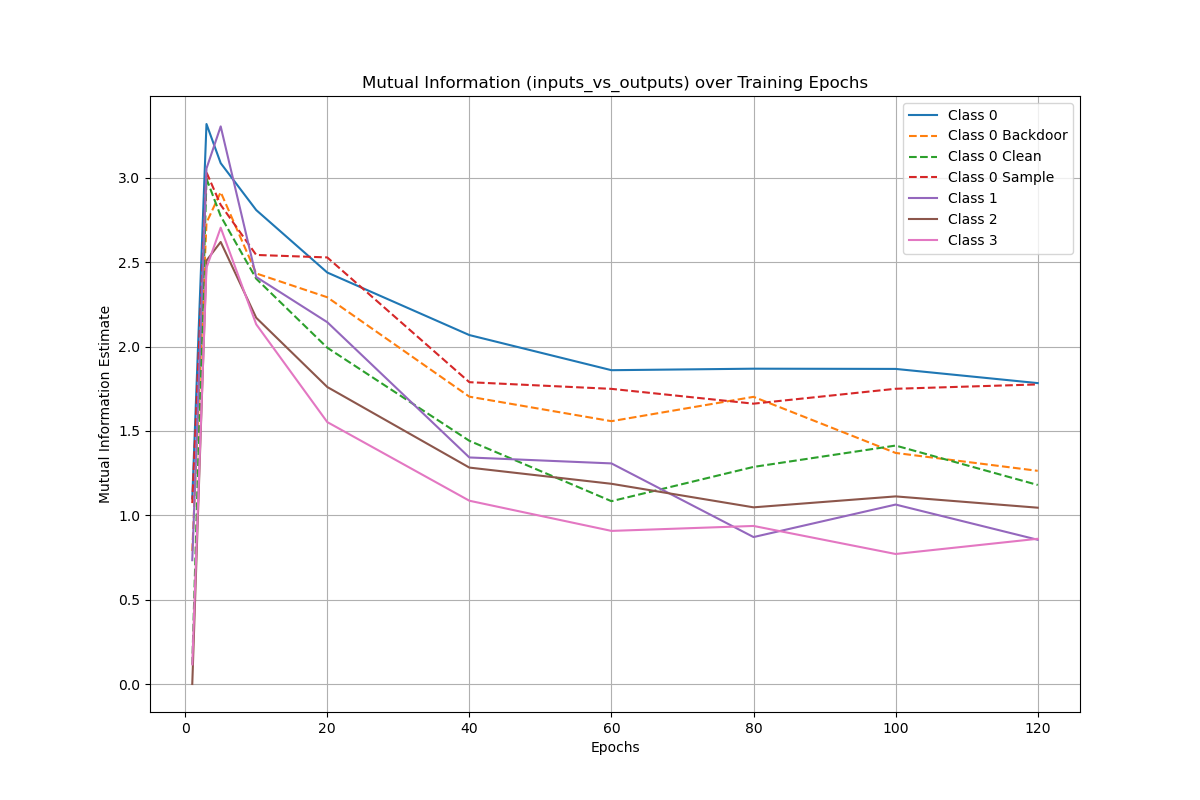 Mutual Information (inputs_vs_outputs) over Training Epochs
Class 0
Class 0 Backdoor
Class 0 Clean
Class 0 Sample
Class 1
Class 2
Class 3
Mutual Information Estimate
3.0
2.5
2.0
1.5
1.0
0.5
0.0
0 20 40 60 80 100 120
Epochs